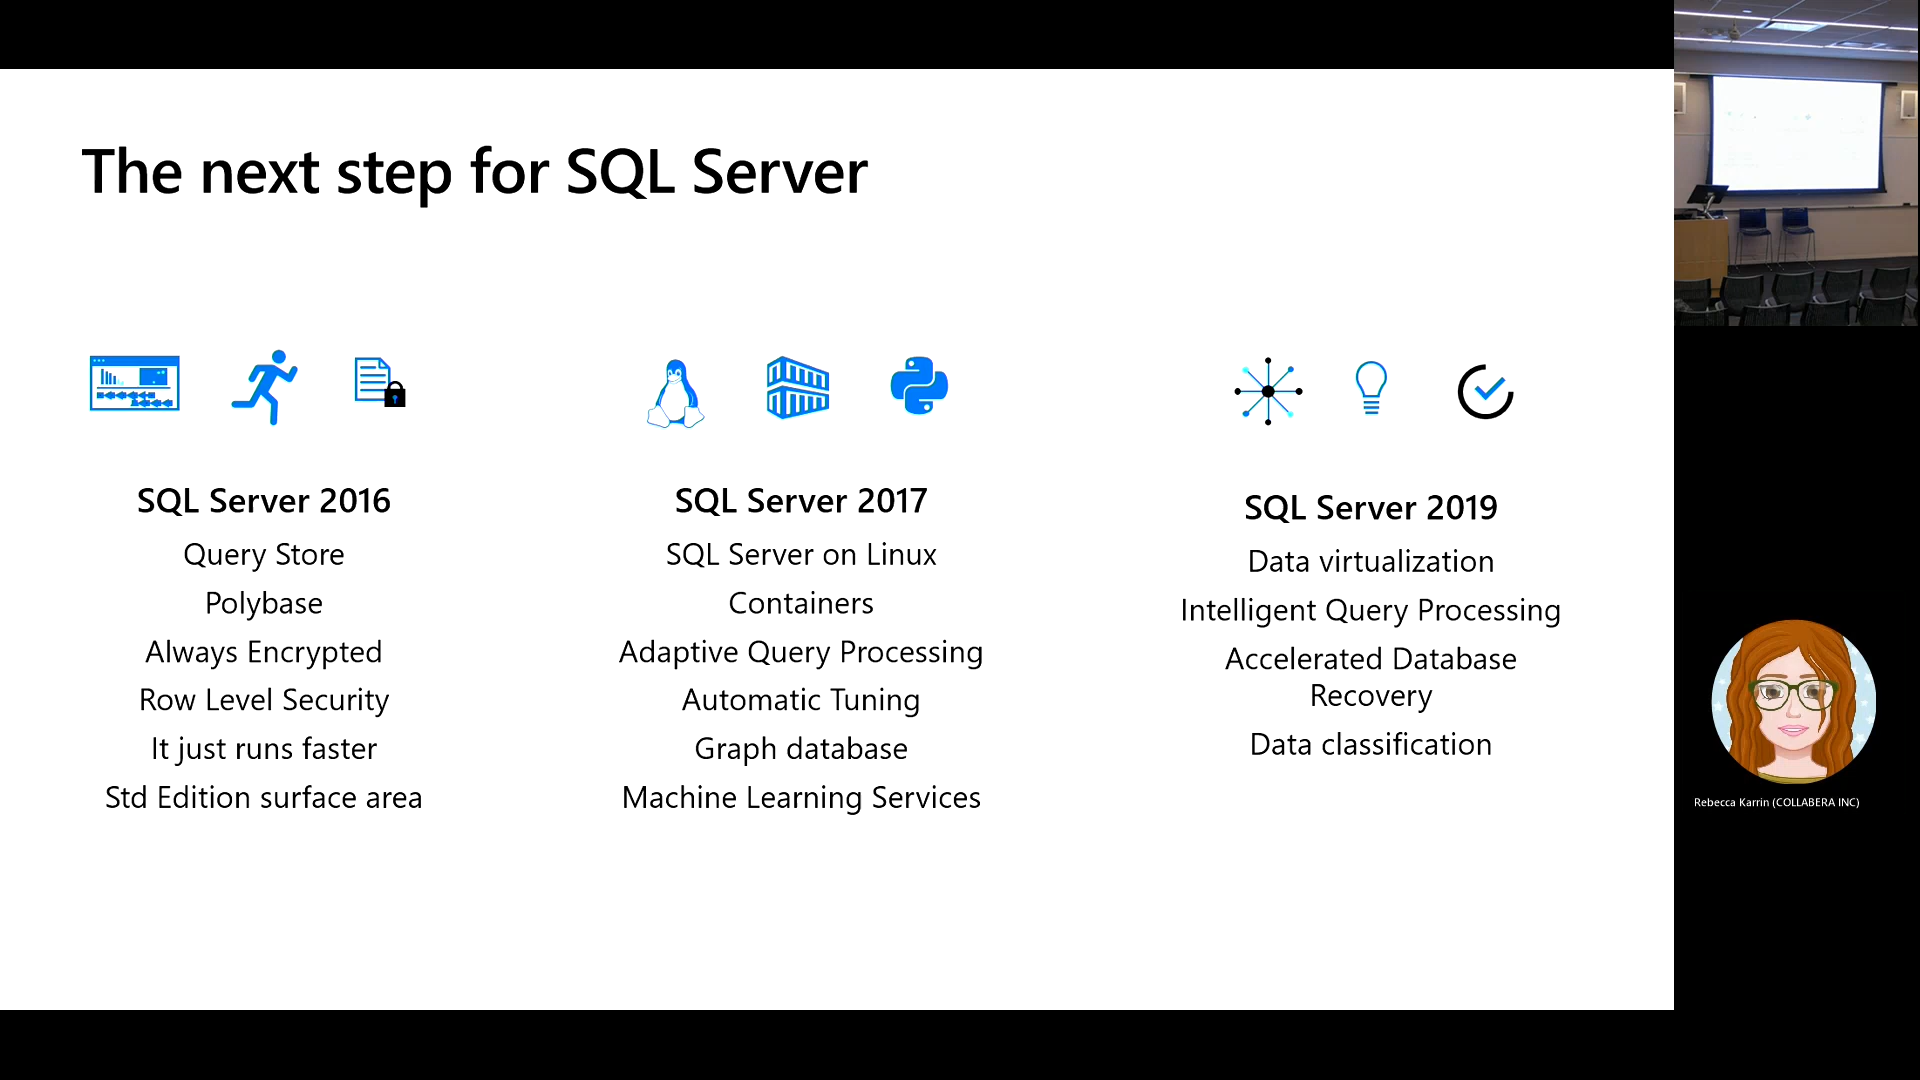 The next step for SQL Server
SQL Server 2016
Query Store
Polybase
Always Encrypted
Row Level Security
It just runs faster
Std Edition surface area
SQL Server 2017
SQL Server on Linux
Containers
Adaptive Query Processing
Automatic Tuning
Graph database
Machine Learning Services
SQL Server 2019
Data virtualization
Intelligent Query Processing
Accelerated Database
Recovery
Data classification
Rebecca Karrin (COLLABERA INC)